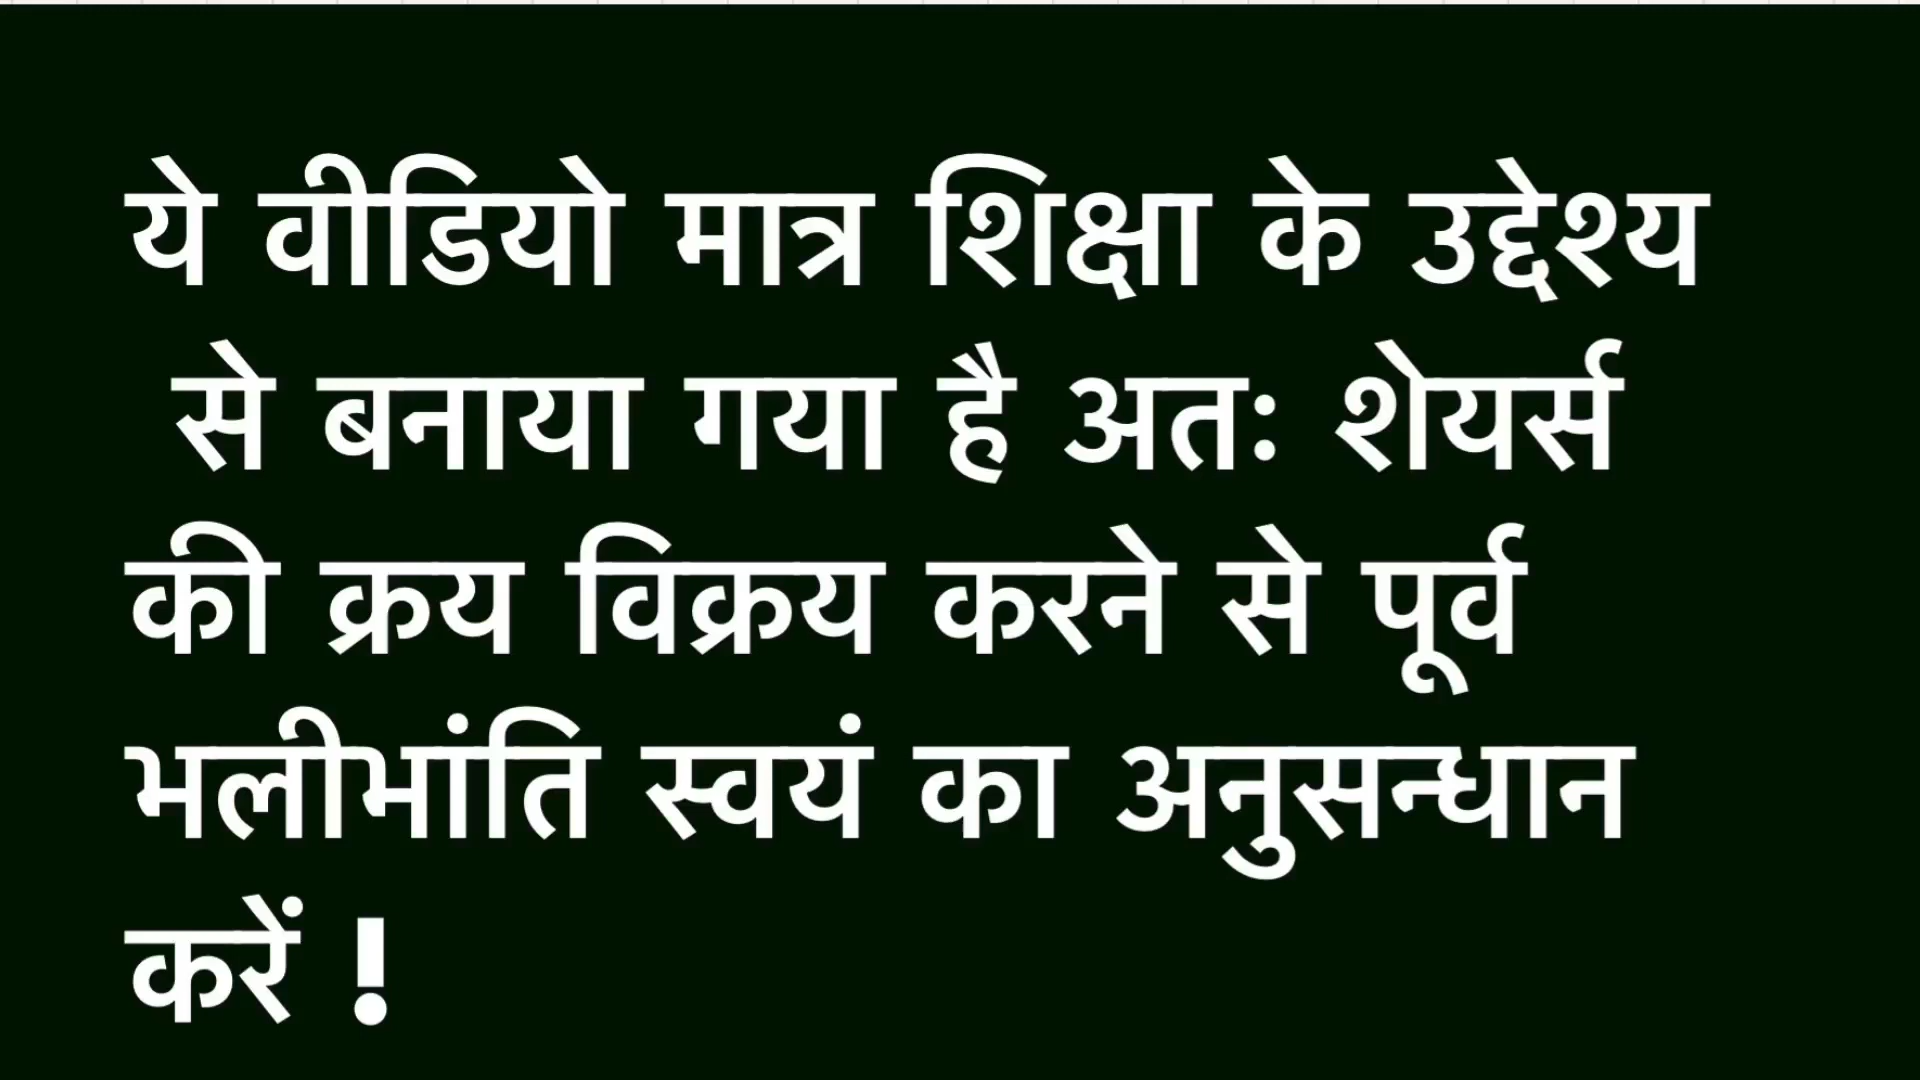 ये वीडियो मात्र शिक्षा के उद्देश्य
से बनाया गया है अतः शेयर्स
की क्रय विक्रय करने से पूर्व
भलीभांति स्वयं का अनुसन्धान
करें !